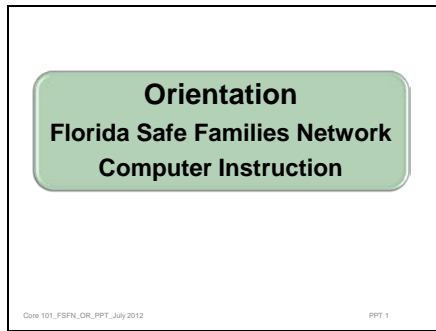 Orientation
Florida Safe Families Network
Computer Instruction
Core 101_FSFN_OR_PPT_July 2012
PPT 1